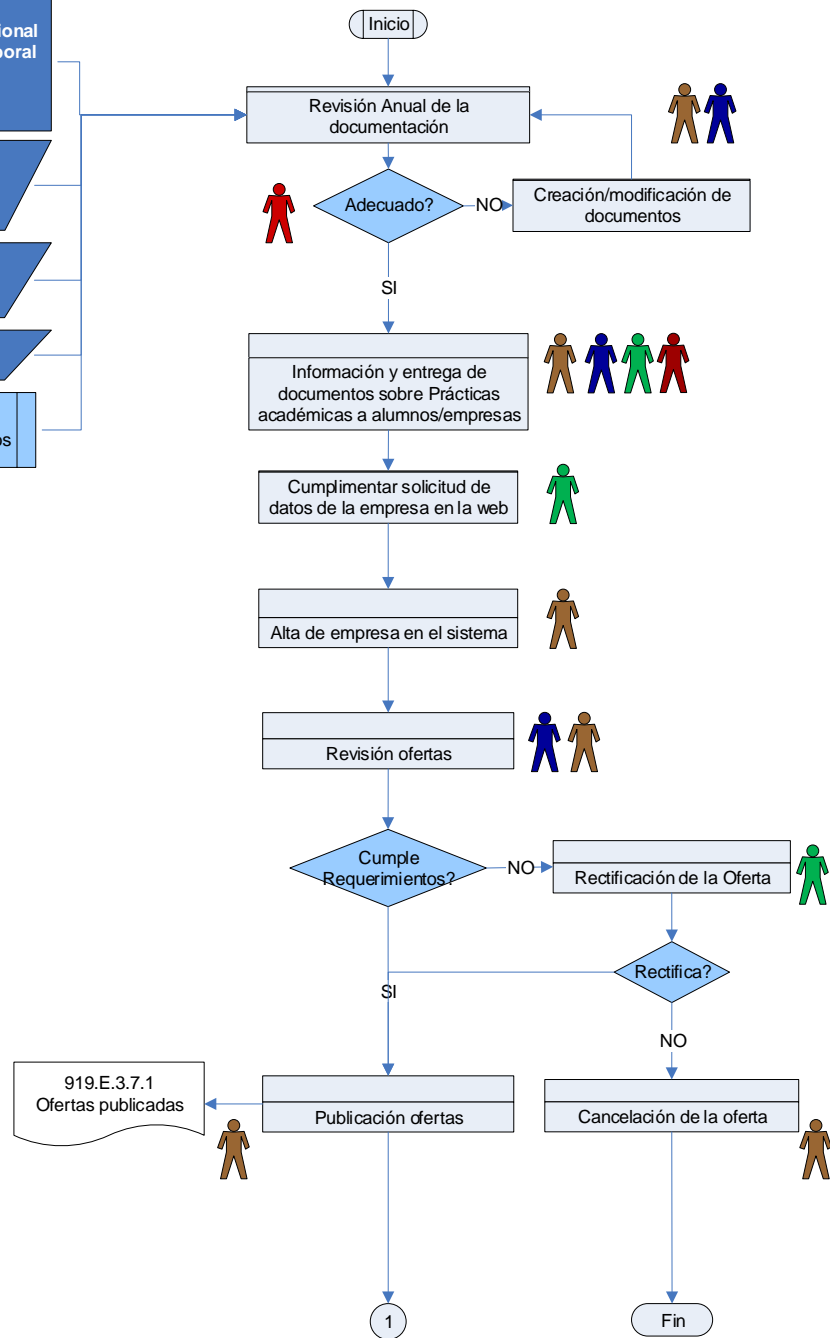 Inicio
Revisión Anual de la
documentación
Adecuado?
NO
Creación/modificación de
documentos
SI
Información y entrega de
documentos sobre Prácticas
académicas a alumnos/empresas
Cumplimentar solicitud de
datos de la empresa en la web
Alta de empresa en el sistema
Revisión ofertas
Cumple
Requerimientos?
NO
Rectificación de la Oferta
Rectifica?
SI
NO
919.E.3.7.1
Ofertas publicadas
Publicación ofertas
Cancelación de la oferta
1
Fin